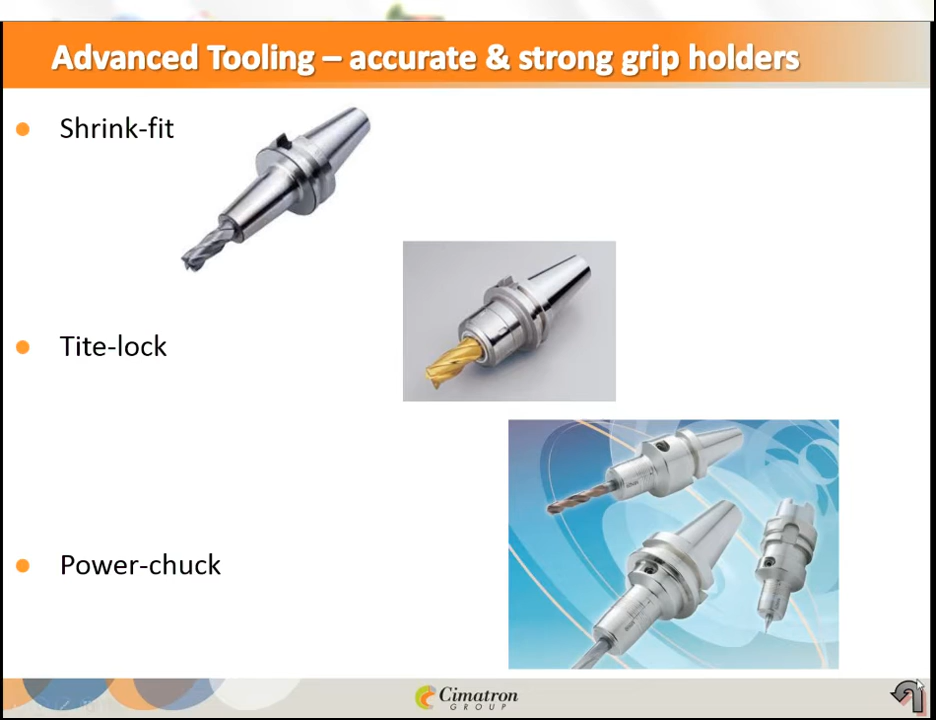 Advanced Tooling – accurate & strong grip holders
Shrink-fit
Tite-lock
Power-chuck
Cimatron
GROUP